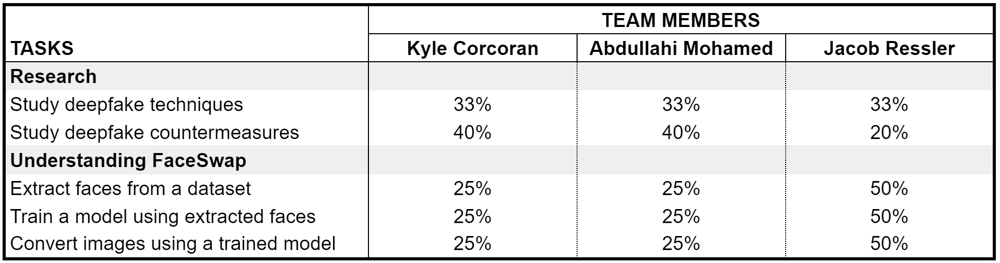 TEAM MEMBERS
TASKS Kyle Corcoran Abdullahi Mohamed Jacob Ressler
Research
Study deepfake techniques 33% 33% 33%
Study deepfake countermeasures 40% 40% 20%
Understanding FaceSwap
Extract faces from a dataset 25% 25% 50%
Train a model using extracted faces 25% 25% 50%
Convert images using a trained model 25% 25% 50%